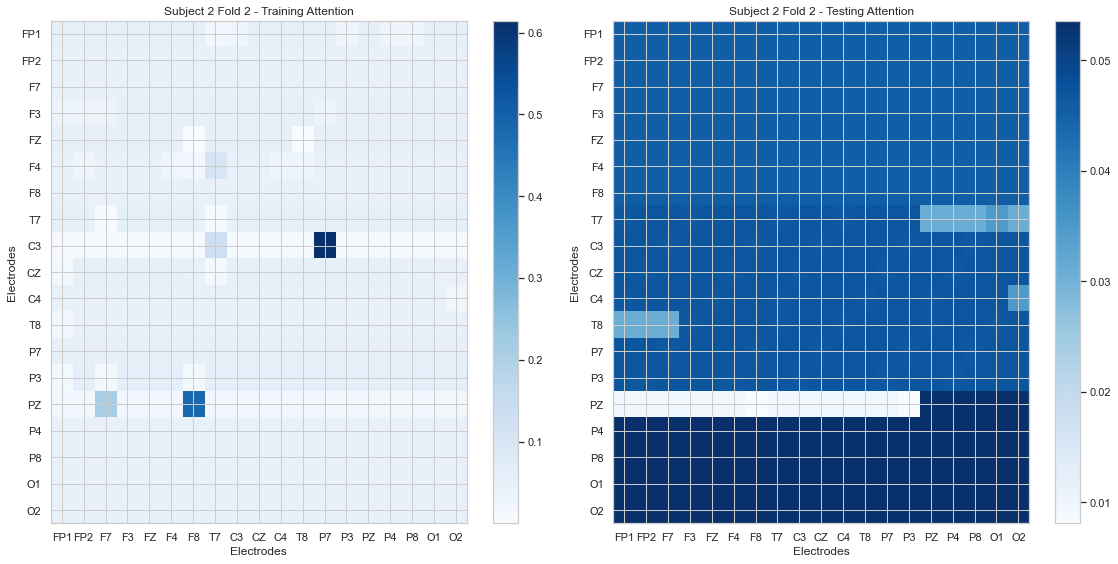 Subject 2 Fold 2 - Training Attention
FP1
FP2
F7
F3
FZ
F4
F8
T7
C3
CZ
C4
T8
P7
P3
PZ
P4
P8
O1
O2
Electrodes
FP1 FP2 F7 F3 FZ F4 F8 T7 C3 CZ C4 T8 P7 P3 PZ P4 P8 O1 O2
Electrodes
0.6
0.5
0.4
0.3
0.2
0.1
Subject 2 Fold 2 - Testing Attention
FP1
FP2
F7
F3
FZ
F4
F8
T7
C3
CZ
C4
T8
P7
P3
PZ
P4
P8
O1
O2
Electrodes
FP1 FP2 F7 F3 FZ F4 F8 T7 C3 CZ C4 T8 P7 P3 PZ P4 P8 O1 O2
Electrodes
0.05
0.04
0.03
0.02
0.01